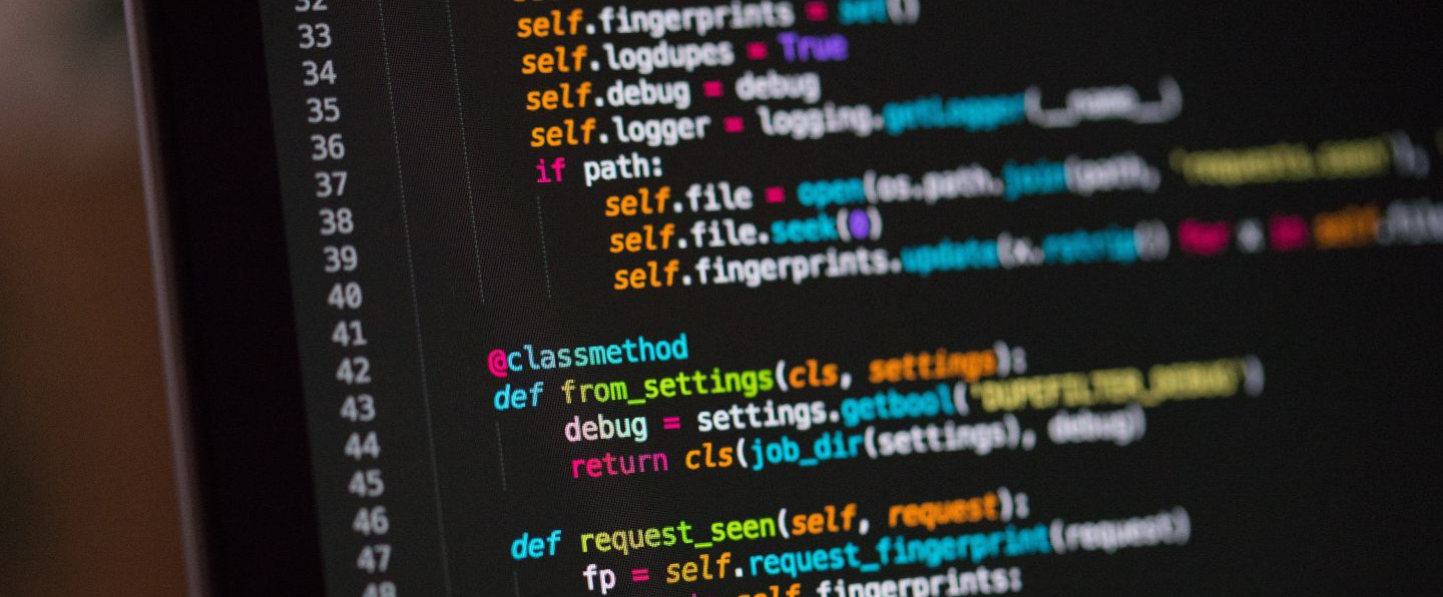 32
33 self.fingerprints = set()
34 self.logdupes = True
35 self.debug = debug
36 self.logger = logging.getLogger(__name__)
37 if path:
38 self.file = open(os.path.join(path, 'requests.seen'),
39 self.file.seek(0)
40 self.fingerprints.update(x.rstrip() for x in self.file
41
42 @classmethod
43 def from_settings(cls, settings):
44 debug = settings.getbool('DUPEFILTER_DEBUG')
45 return cls(job_dir(settings), debug)
46
47 def request_seen(self, request):
48 fp = self.request_fingerprint(request)
self.fingerprints: